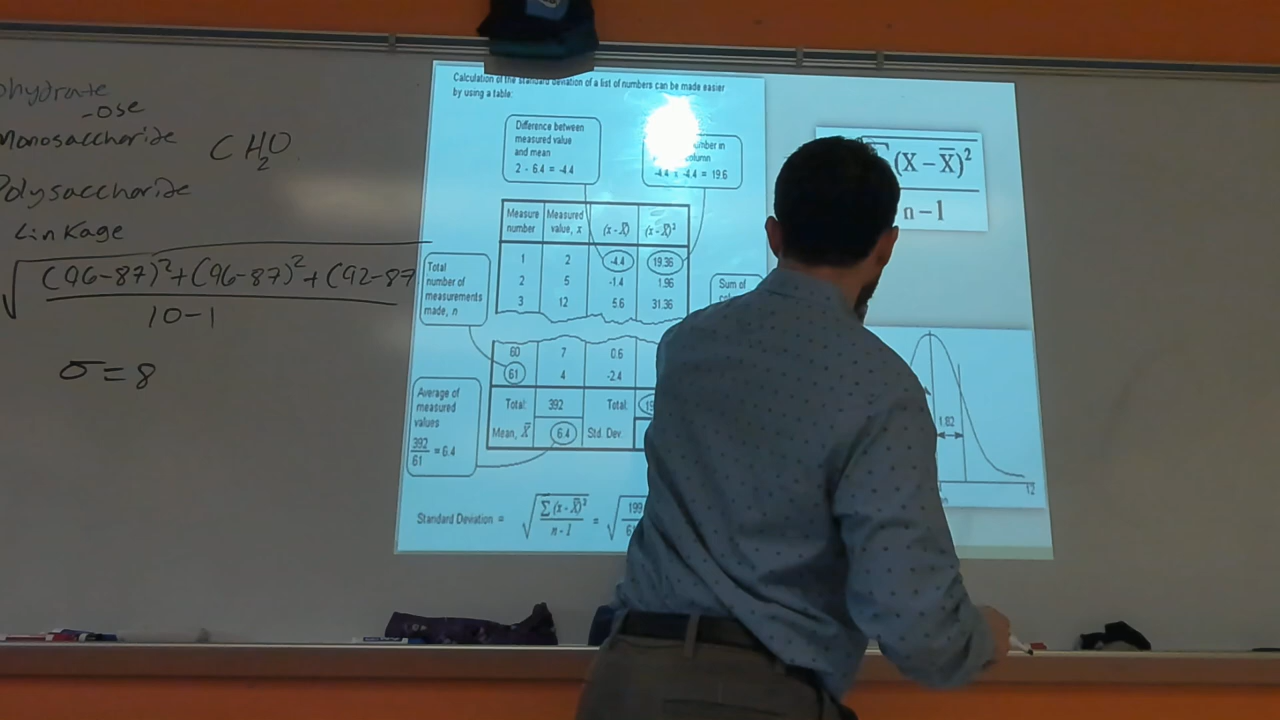 -ose
Monosaccharide
CH2O
Polysaccharide
Linkage
√(96-87)²+(96-87)²+(92-87
10-1
σ=8
Calculation of the standard deviation of a list of numbers can be made easier
by using a table:
Difference between
measured value
and mean
2 - 6.4 = -4.4
-4.4 x -4.4 = 19.6
Measure number Measured value, x (x-X̄) (x-X̄)²
1 2 -4.4 19.36
2 5 -1.4 1.96
3 12 5.6 31.36
60 7 0.6
61 4 -2.4
Total: 392 Total:
Mean, X̄ 6.4 Std. Dev.
Total
number of
measurements
made, n
Sum of
Average of
measured
values
392/61 = 6.4
Standard Deviation = √Σ(x-X̄)²/n-1 = √
(X-X̄)²
n-1
1.82
12